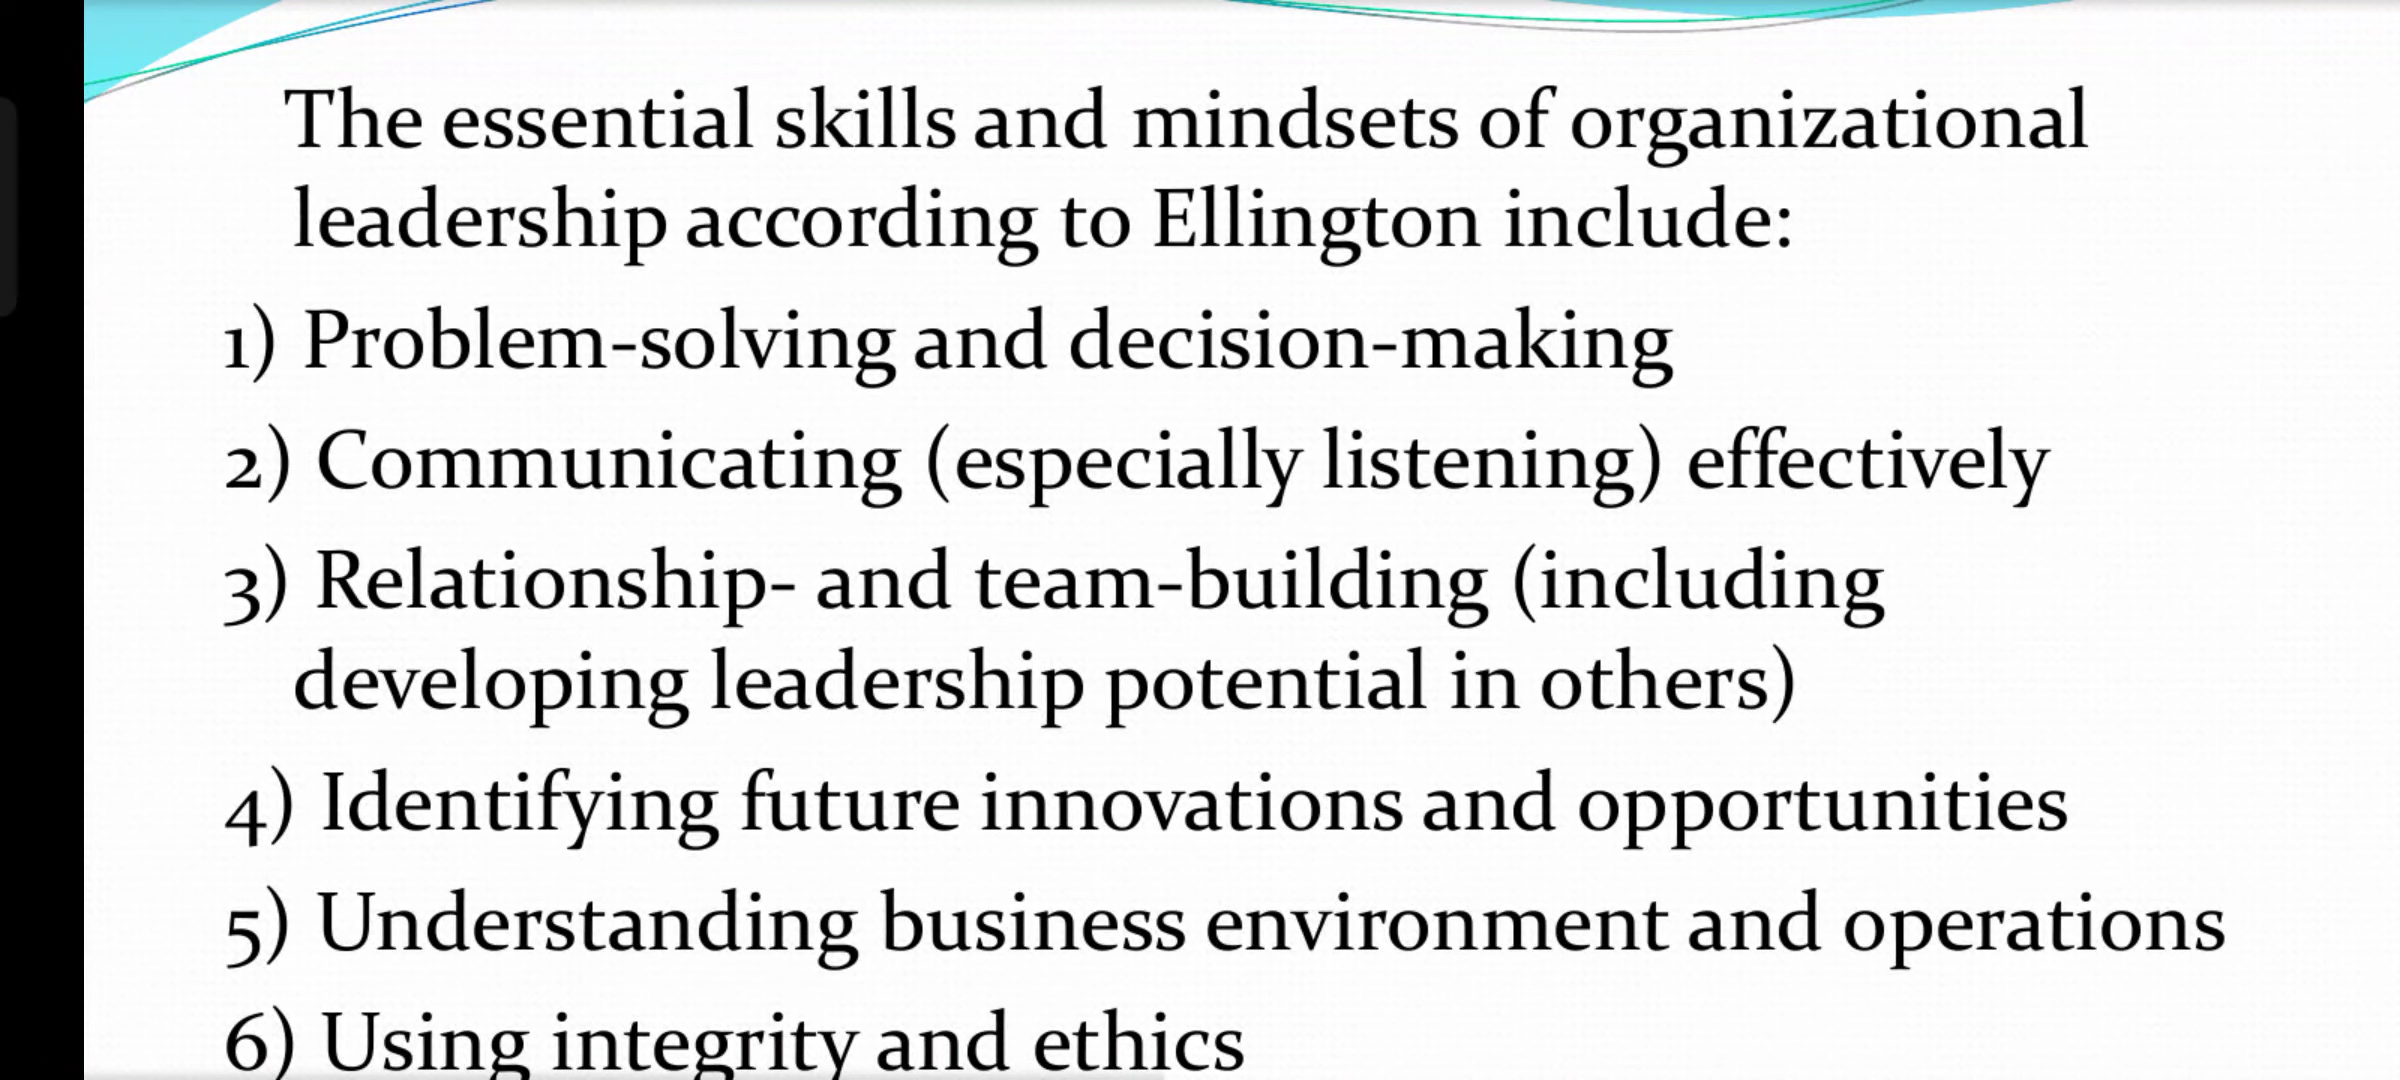 The essential skills and mindsets of organizational
leadership according to Ellington include:
1) Problem-solving and decision-making
2) Communicating (especially listening) effectively
3) Relationship- and team-building (including
developing leadership potential in others)
4) Identifying future innovations and opportunities
5) Understanding business environment and operations
6) Using integrity and ethics